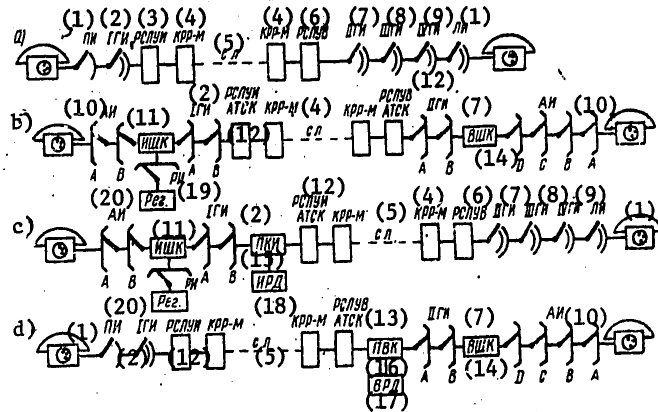 (1) (2) (3) (4) (4) (6) (7) (8) (9) (1)
а) ПИ IГИ РСЛУИ КРР-М (5) СЛ КРР-М РСЛУВ IIГИ IIIГИ IVГИ ЛИ
(2) РСЛУИ АТСК РСЛУВ АТСК (12)
b) (10) АИ (11) IГИ КРР-М (4) КРР-М IIГИ (7) АИ (10)
ИШК (12) СЛ ВШК
А В РИ А В А В (14) D С В А
Рег. (19)
(20) (12)
АИ IГИ РСЛУИ АТСК (4) (6) (7) (8) (9)
c) (11) (2) КРР-М (5) КРР-М РСЛУВ IIГИ IIIГИ IVГИ ЛИ (1)
ИШК ПКИ СЛ
А В РИ А В (13)
Рег. ИРД
(20) (18) РСЛУВ АТСК (13)
d) (1) ПИ IГИ РСЛУИ КРР-М КРР-М IIГИ (7) АИ (10)
(2) (12) СЛ (5) ПВК ВШК
(16) А В (14) D С В А
ВРД
(17)